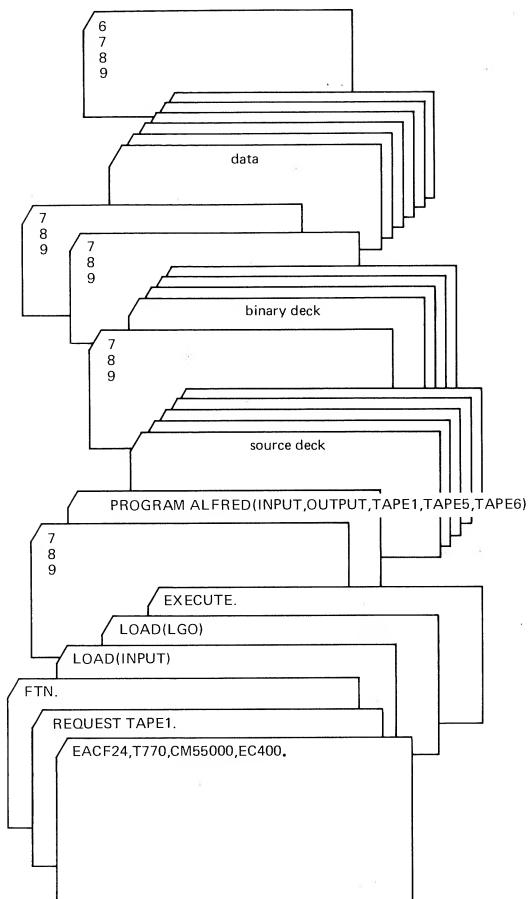 6
7
8
9
data
7
8
9
7
8
9
binary deck
7
8
9
source deck
PROGRAM ALFRED(INPUT,OUTPUT,TAPE1,TAPE5,TAPE6)
7
8
9
EXECUTE.
LOAD(LGO)
LOAD(INPUT)
FTN.
REQUEST TAPE1.
EACF24,T770,CM55000,EC400.